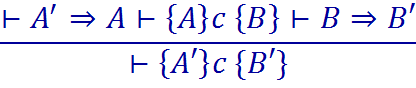 ⊢ A′ ⇒ A ⊢ {A} c {B} ⊢ B ⇒ B′
⊢ {A′} c {B′}